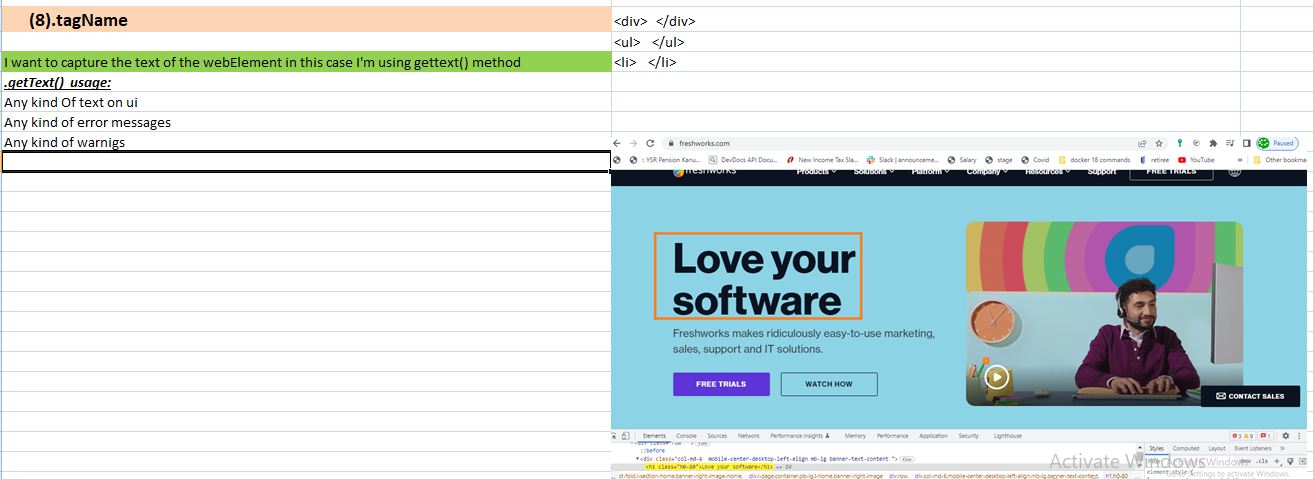 (8).tagName
<div>  </div>
<ul>  </ul>
I want to capture the text of the webElement in this case I'm using gettext() method
<li>  </li>
.getText()  usage:
Any kind Of text on ui
Any kind of error messages
Any kind of warnigs
freshworks.com
Paused
:: YSR Pension Kanu... DevDocs API Docu... New Income Tax Sla... Slack | announceme... Salary stage Covid docker 18 commands retiree YouTube » Other bookma
freshworks Products Solutions Platform Company Resources Support FREE TRIALS
Love your
software
Freshworks makes ridiculously easy-to-use marketing,
sales, support and IT solutions.
FREE TRIALS WATCH HOW
CONTACT SALES
Elements Console Sources Network Performance insights Memory Performance Application Security Lighthouse 3 9 1
::before
Styles Computed Layout Event Listeners »
<div class="col-md-6  mobile-center-desktop-left-align mb-lg banner-text-content "> flex
:hov .cls
<h1 class="h0-80">Love your software</h1> == $0
element.style {
st-fold.l-section-home.banner-right-image-home. div.l-page.container.pb-lg.l-home.banner-right-image div.row. div.col-md-6.mobile-center-desktop-left-align.mb-lg.banner-text-content. h1.h0-80
Activate Windows
Go to Settings to activate Windows.